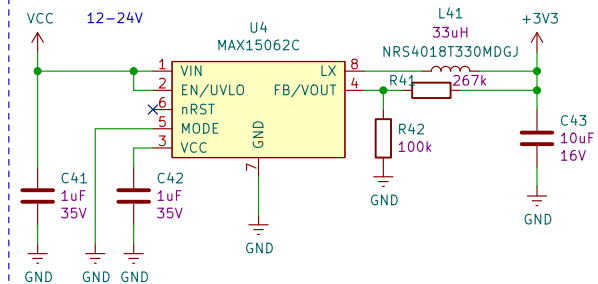 VCC
12-24V
U4
MAX15062C
L41
33uH
NRS4018T330MDGJ
+3V3
1
VIN
LX
8
2
EN/UVLO
FB/VOUT
4
R41
267k
6
nRST
5
MODE
3
VCC
GND
7
R42
100k
C43
10uF
16V
C41
1uF
35V
C42
1uF
35V
GND
GND
GND
GND
GND
GND